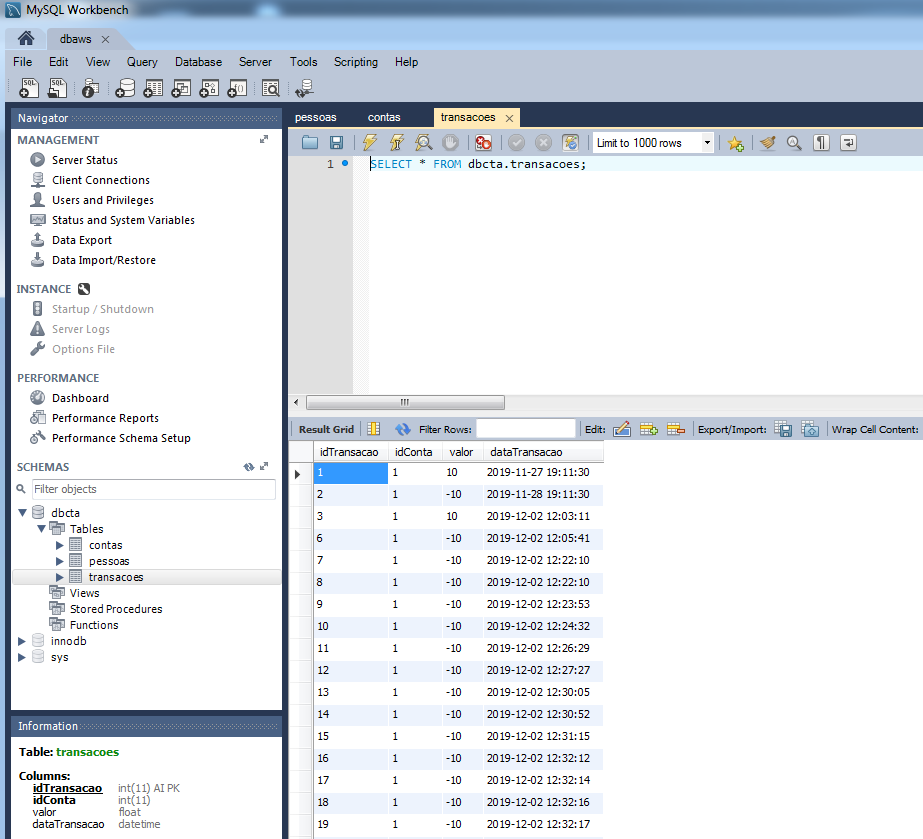 MySQL Workbench
dbaws
File Edit View Query Database Server Tools Scripting Help
Navigator
MANAGEMENT
Server Status
Client Connections
Users and Privileges
Status and System Variables
Data Export
Data Import/Restore
INSTANCE
Startup / Shutdown
Server Logs
Options File
PERFORMANCE
Dashboard
Performance Reports
Performance Schema Setup
SCHEMAS
Filter objects
dbcta
Tables
contas
pessoas
transacoes
Views
Stored Procedures
Functions
innodb
sys
Information
Table: transacoes
Columns:
idTransacao int(11) AI PK
idConta int(11)
valor float
dataTransacao datetime
pessoas contas transacoes
Limit to 1000 rows
1 SELECT * FROM dbcta.transacoes;
Result Grid Filter Rows: Edit: Export/Import: Wrap Cell Content:
idTransacao idConta valor dataTransacao
1 1 10 2019-11-27 19:11:30
2 1 -10 2019-11-28 19:11:30
3 1 10 2019-12-02 12:03:11
6 1 -10 2019-12-02 12:05:41
7 1 -10 2019-12-02 12:22:10
8 1 -10 2019-12-02 12:22:10
9 1 -10 2019-12-02 12:23:53
10 1 -10 2019-12-02 12:24:32
11 1 -10 2019-12-02 12:26:29
12 1 -10 2019-12-02 12:27:27
13 1 -10 2019-12-02 12:30:05
14 1 -10 2019-12-02 12:30:52
15 1 -10 2019-12-02 12:31:15
16 1 -10 2019-12-02 12:32:12
17 1 -10 2019-12-02 12:32:14
18 1 -10 2019-12-02 12:32:16
19 1 -10 2019-12-02 12:32:17